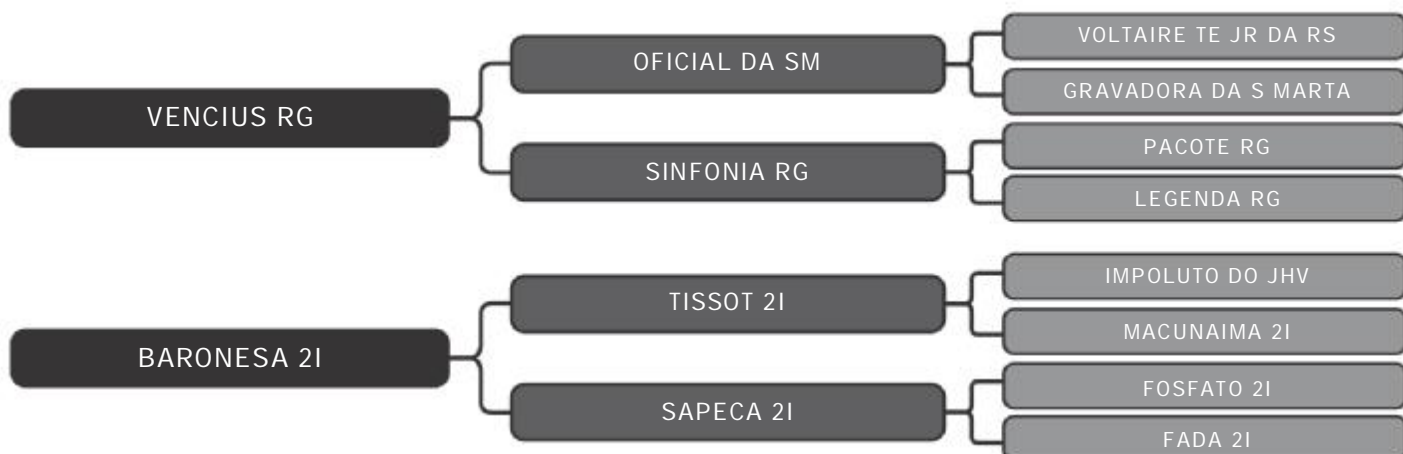 VENCIUS RG
OFICIAL DA SM
VOLTAIRE TE JR DA RS
GRAVADORA DA S MARTA
SINFONIA RG
PACOTE RG
LEGENDA RG
BARONESA 2I
TISSOT 2I
IMPOLUTO DO JHV
MACUNAIMA 2I
SAPECA 2I
FOSFATO 2I
FADA 2I